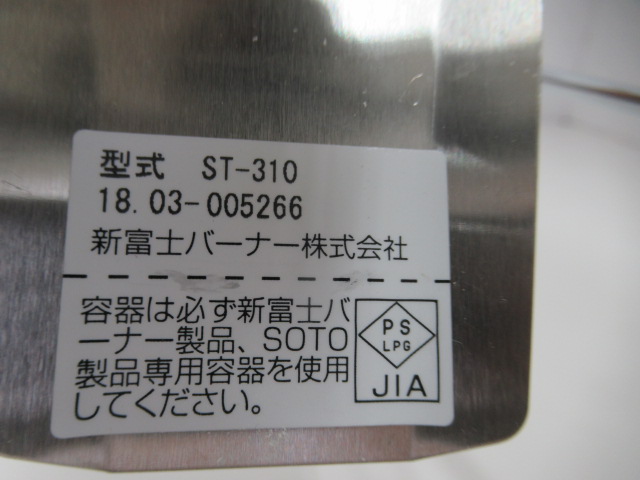 型式 ST-310
18.03-005266
新富士バーナー株式会社
容器は必ず新富士バ
ーナー製品、SOTO
製品専用容器を使用
してください。
PS
LPG
JIA